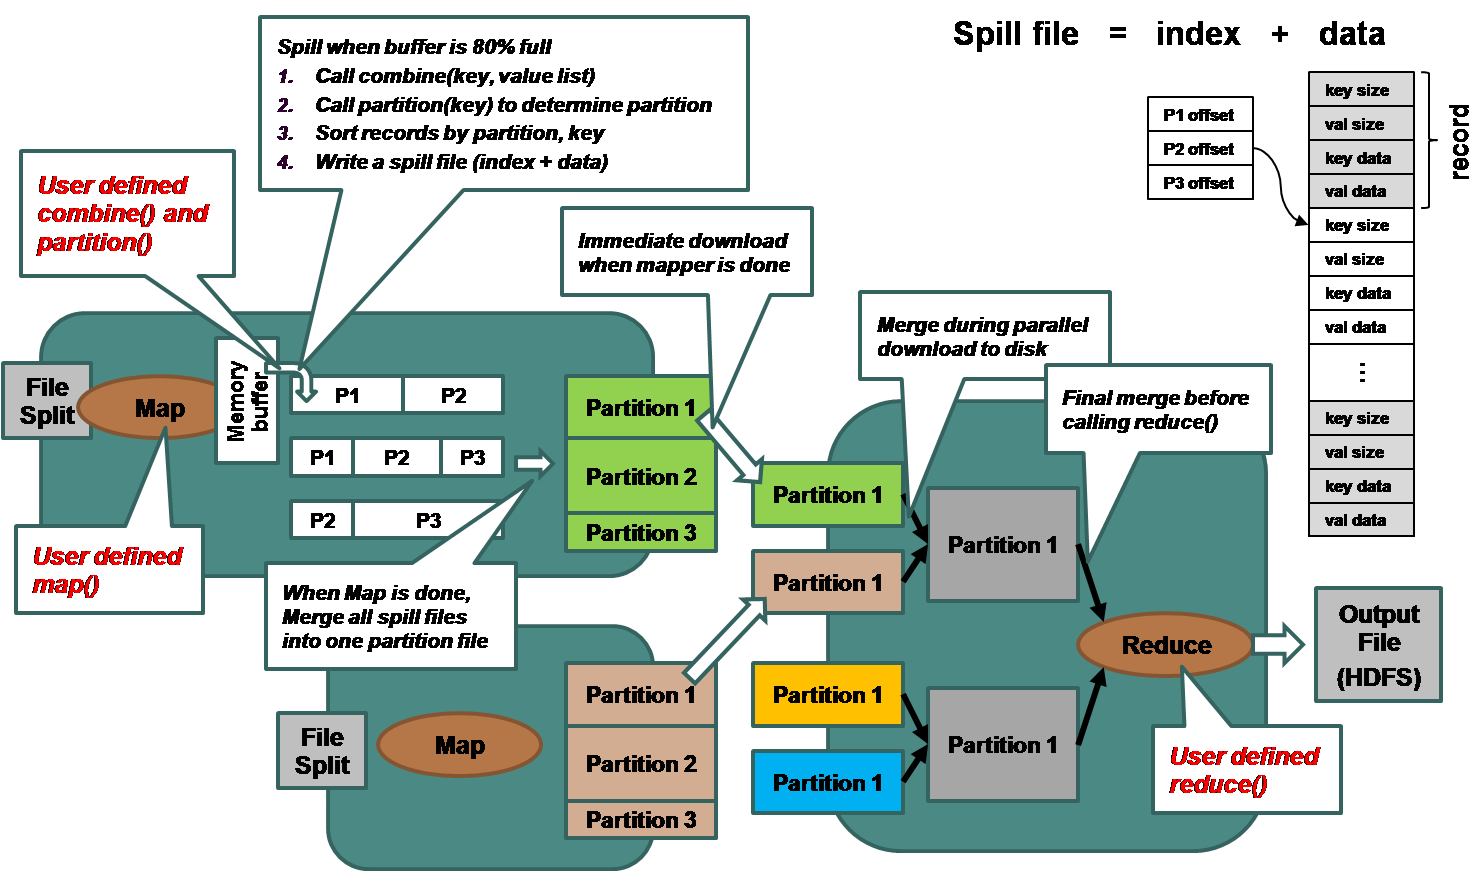 Spill file = index + data
Spill when buffer is 80% full
1. Call combine(key, value list)
2. Call partition(key) to determine partition
3. Sort records by partition, key
4. Write a spill file (index + data)
User defined
combine() and
partition()
Immediate download
when mapper is done
Merge during parallel
download to disk
Final merge before
calling reduce()
P1 offset
P2 offset
P3 offset
key size
val size
key data
val data
key size
val size
key data
val data
...
key size
val size
key data
val data
record
File
Split
Map
Memory
buffer
P1 P2
P1 P2 P3
P2 P3
Partition 1
Partition 2
Partition 3
User defined
map()
When Map is done,
Merge all spill files
into one partition file
File
Split
Map
Partition 1
Partition 2
Partition 3
Partition 1
Partition 1
Partition 1
Partition 1
Partition 1
Partition 1
Reduce
User defined
reduce()
Output
File
(HDFS)